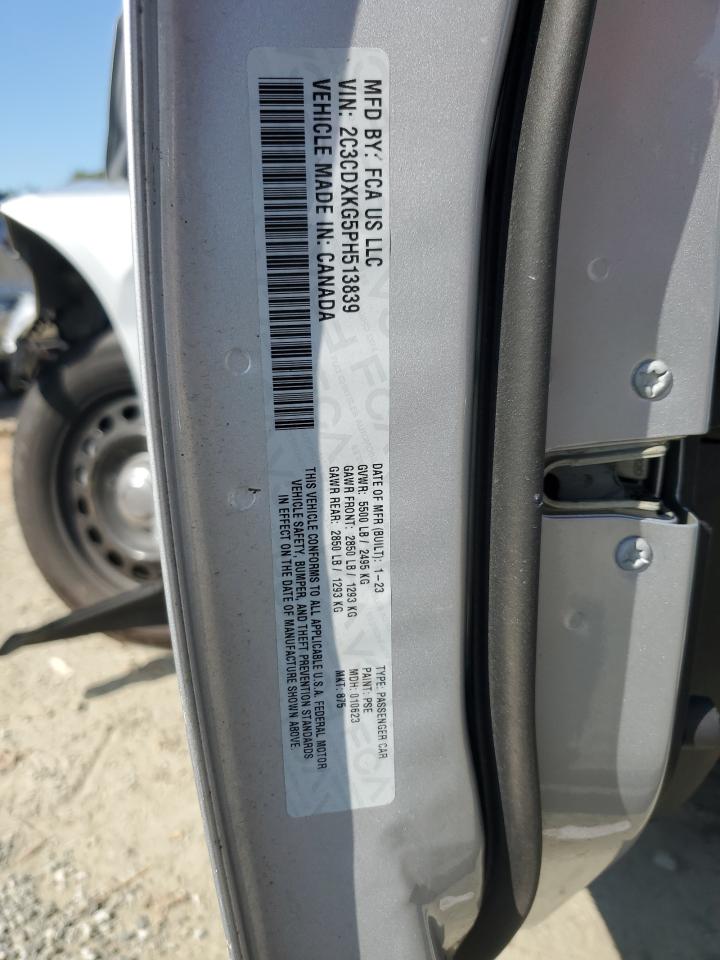 MFD BY: FCA US LLC
VIN: 2C3CDXKG5PH513839
VEHICLE MADE IN: CANADA
DATE OF MFR (BUILT): 1-23
GVWR: 5500 LB / 2495 KG
GAWR FRONT: 2850 LB / 1293 KG
GAWR REAR: 2850 LB / 1293 KG
TYPE: PASSENGER CAR
PAINT: PSE
MDH: 010623
MKT: 875
THIS VEHICLE CONFORMS TO ALL APPLICABLE U.S.A. FEDERAL MOTOR
VEHICLE SAFETY, BUMPER, AND THEFT PREVENTION STANDARDS
IN EFFECT ON THE DATE OF MANUFACTURE SHOWN ABOVE.